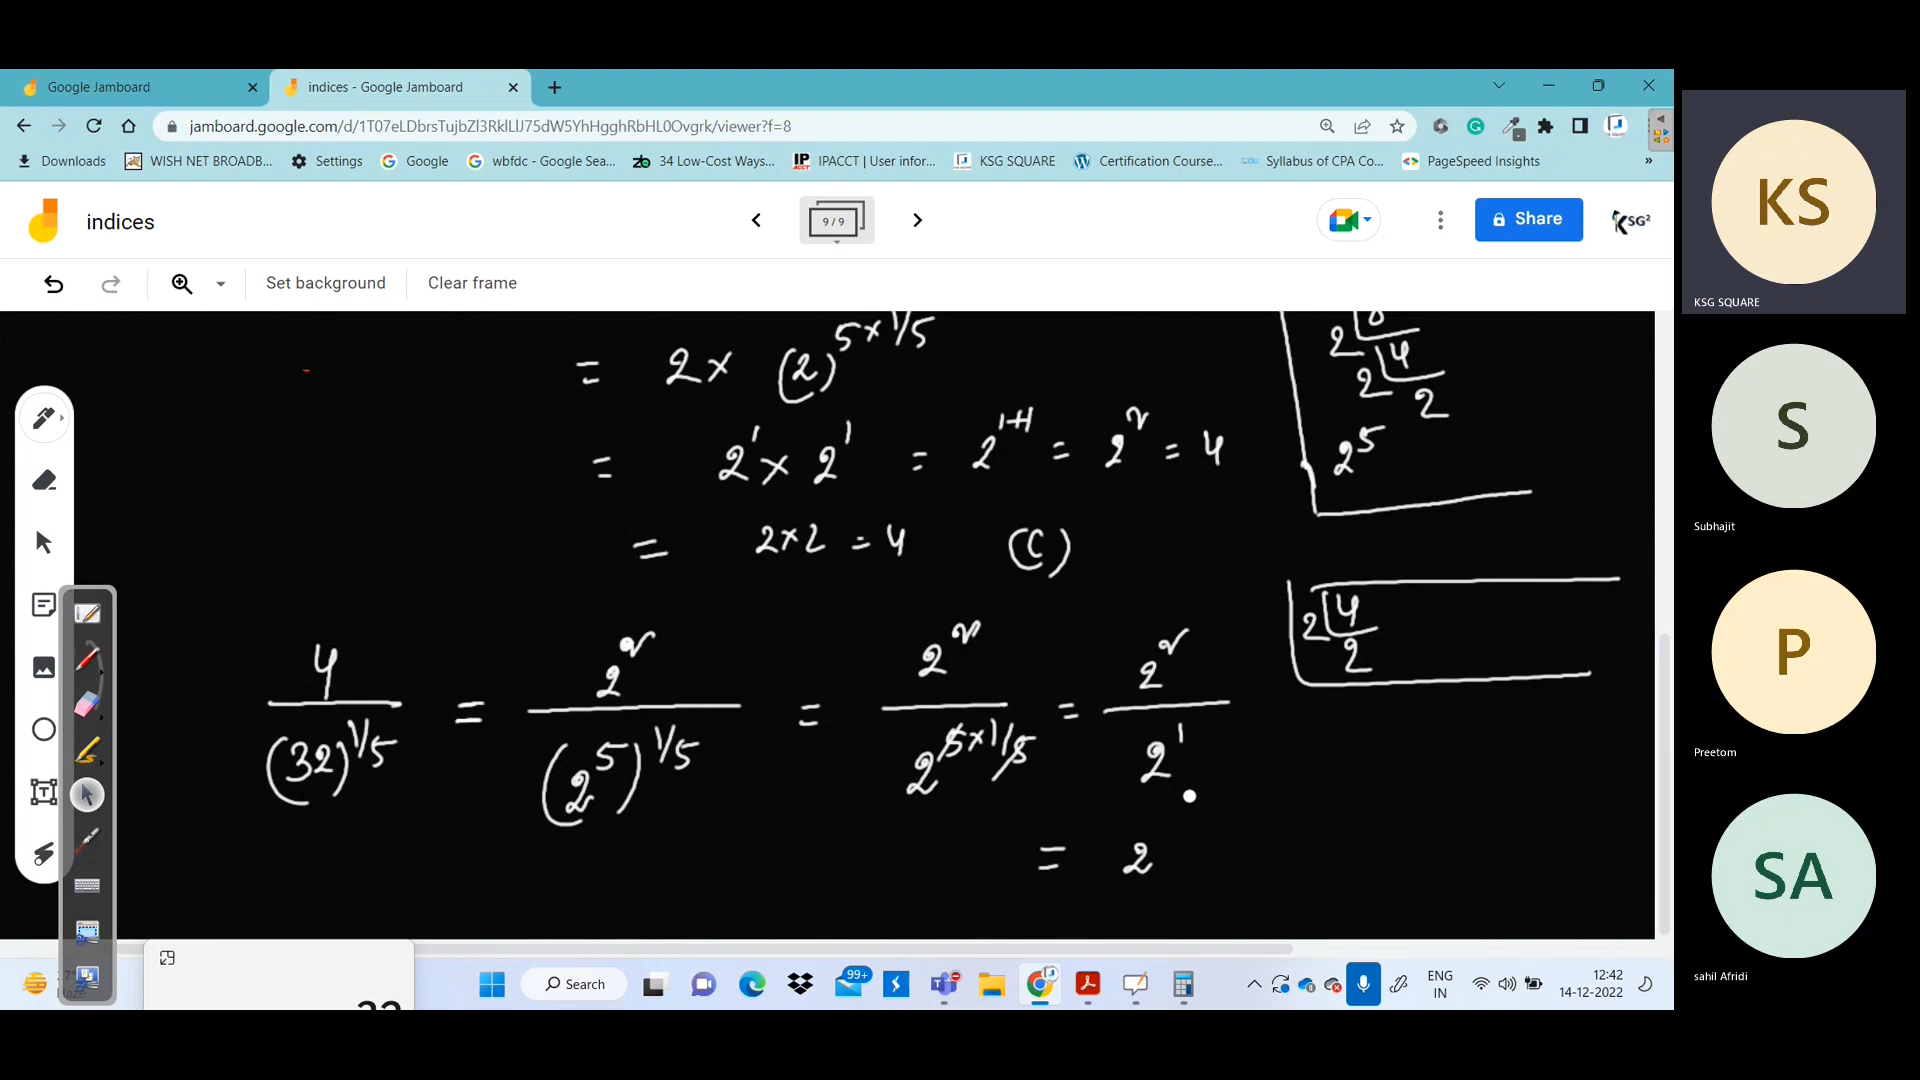 Google Jamboard
indices - Google Jamboard
jamboard.google.com/d/1T07eLDbrsTujbZl3RklLlJ75dW5YhHgghRbHL0Ovgrk/viewer?f=8
Downloads WISH NET BROADB... Settings Google wbfdc - Google Sea... 34 Low-Cost Ways... IPACCT | User infor... KSG SQUARE Certification Course... Syllabus of CPA Co... PageSpeed Insights »
indices
9 / 9
Share
KSG²
Set background
Clear frame
= 2 × (2)^5×1/5
= 2^1 × 2^1 = 2^1+1 = 2^2 = 4
= 2×2 = 4 (C)
4/(32)^1/5 = 2^2/(2^5)^1/5 = 2^2/2^5×1/5 = 2^2/2^1
= 2
2 4
2
2^5
2 4
2
KS
KSG SQUARE
S
Subhajit
P
Preetom
SA
sahil Afridi
Search
99+
ENG
IN
12:42
14-12-2022